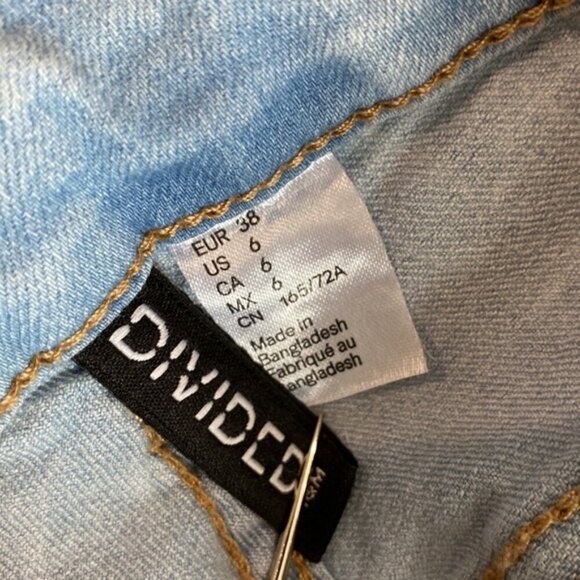 EUR 38
US 6
CA 6
MX 6
CN 165/72A
Made in
Bangladesh
Fabriqué au
Bangladesh
DIVIDED
H&M